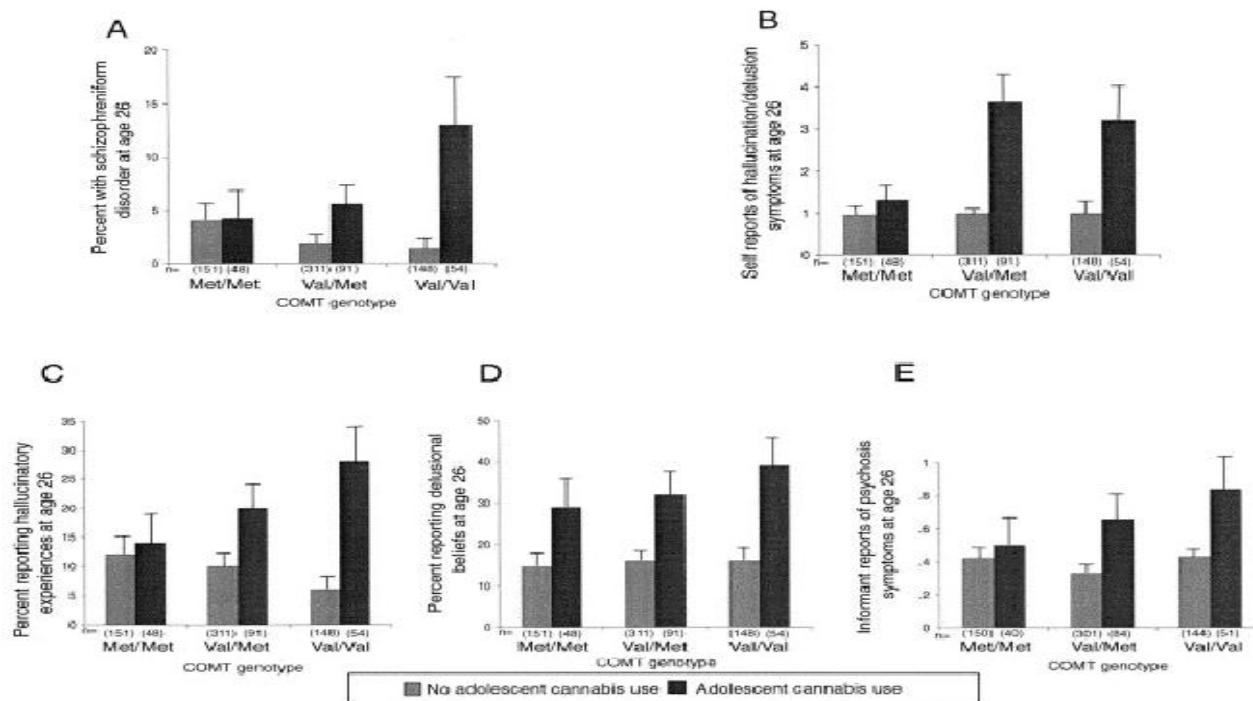 A
Percent with schizophreniform
disorder at age 26
20
15
10
5
0
n= (151) (48) (311) (91) (148) (54)
Met/Met Val/Met Val/Val
COMT genotype
B
Self reports of hallucination/delusion
symptoms at age 26
5
4
3
2
1
0
n= (151) (48) (311) (91) (148) (54)
Met/Met Val/Met Val/Val
COMT genotype
C
Percent reporting hallucinatory
experiences at age 26
35
30
25
20
15
10
5
0
n= (151) (48) (311) (91) (148) (54)
Met/Met Val/Met Val/Val
COMT genotype
D
Percent reporting delusional
beliefs at age 26
50
40
30
20
10
0
n= (151) (48) (311) (91) (148) (54)
Met/Met Val/Met Val/Val
COMT genotype
E
Informant reports of psychosis
symptoms at age 26
1
.8
.6
.4
.2
0
n= (150) (40) (301) (84) (144) (51)
Met/Met Val/Met Val/Val
COMT genotype
No adolescent cannabis use Adolescent cannabis use